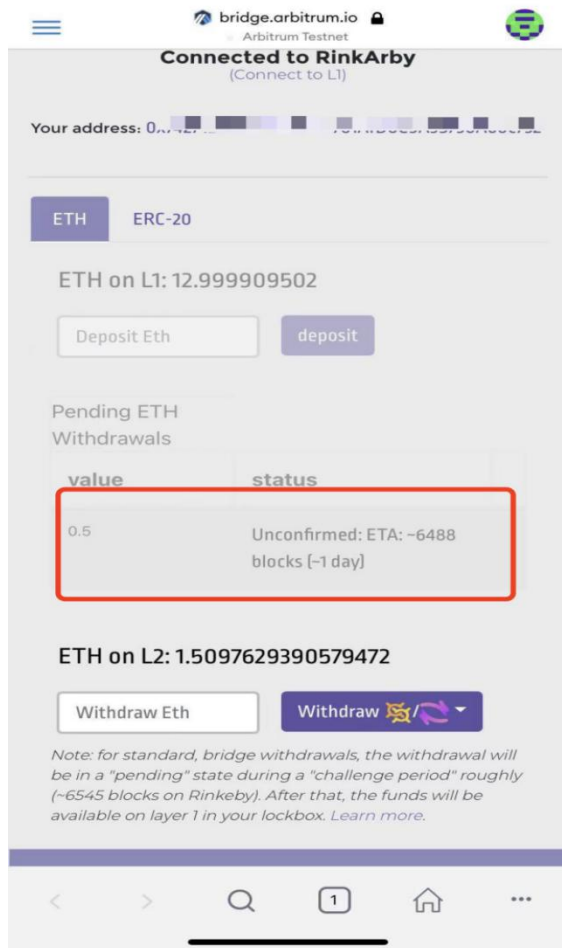 bridge.arbitrum.io
Arbitrum Testnet
Connected to RinkArby
(Connect to L1)
Your address:
ETH ERC-20
ETH on L1: 12.999909502
Deposit Eth deposit
Pending ETH
Withdrawals
value status
0.5 Unconfirmed: ETA: ~6488
blocks [~1 day]
ETH on L2: 1.5097629390579472
Withdraw Eth Withdraw /
Note: for standard, bridge withdrawals, the withdrawal will
be in a "pending" state during a "challenge period" roughly
(~6545 blocks on Rinkeby). After that, the funds will be
available on layer 1 in your lockbox. Learn more.
1